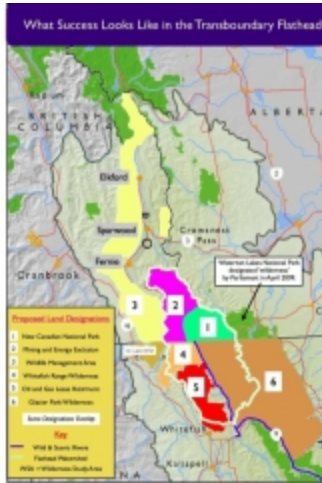 What Success Looks Like in the Transboundary Flathead
BRITISH
COLUMBIA
ALBERTA
Elkford
Sparwood
Crowsnest
Pass
Fernie
Cranbrook
Waterton Lakes National Park
designated 'wilderness'
by Parliament in April
3
2
1
4
5
6
Proposed Land Designations
1 New Canadian National Park
2 Mining and Energy Exclusion
3 Wildlife Management Area
4 Whitefish Range Wilderness
5 Oil and Gas Lease Retirement
6 Glacier Park Wilderness
Some Designations Overlap
Key
Wild & Scenic Rivers
Flathead Watershed
WSA = Wilderness Study Area
Whitefish
Kalispell